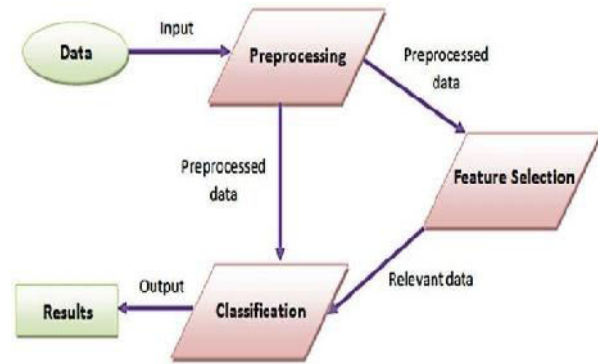 Data
Input
Preprocessing
Preprocessed
data
Preprocessed
data
Feature Selection
Relevant data
Classification
Output
Results